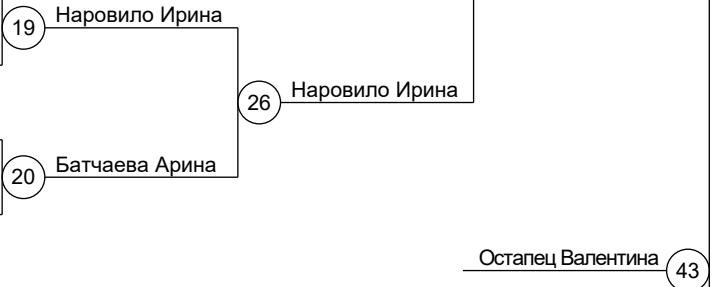 19 Наровило Ирина
26 Наровило Ирина
20 Батчаева Арина
Остапец Валентина 43